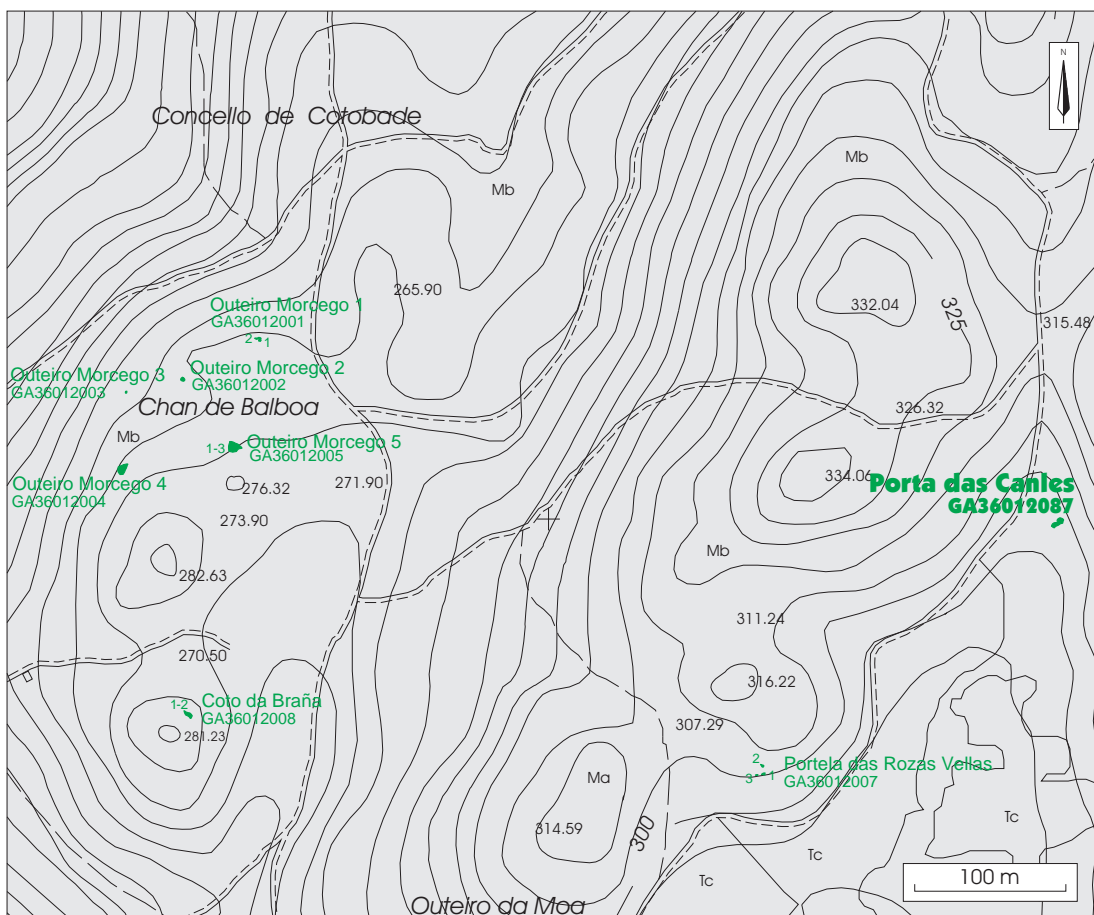 N
Concello de Cotobade
Mb
Mb
265.90
332.04
325
315.48
Outeiro Morcego 1
GA36012001
2 1
Outeiro Morcego 2
GA36012002
Outeiro Morcego 3
GA36012003
Chan de Balboa
326.32
Mb
1-3
Outeiro Morcego 5
GA36012005
Outeiro Morcego 4
GA36012004
276.32
271.90
334.06
Porta das Canles
GA36012087
273.90
Mb
282.63
311.24
270.50
316.22
1-2
Coto da Braña
GA36012008
281.23
307.29
2
3 1
Portela das Rozas Vellas
GA36012007
Ma
314.59
300
Tc
Tc
Tc
100 m
Outeiro da Moa